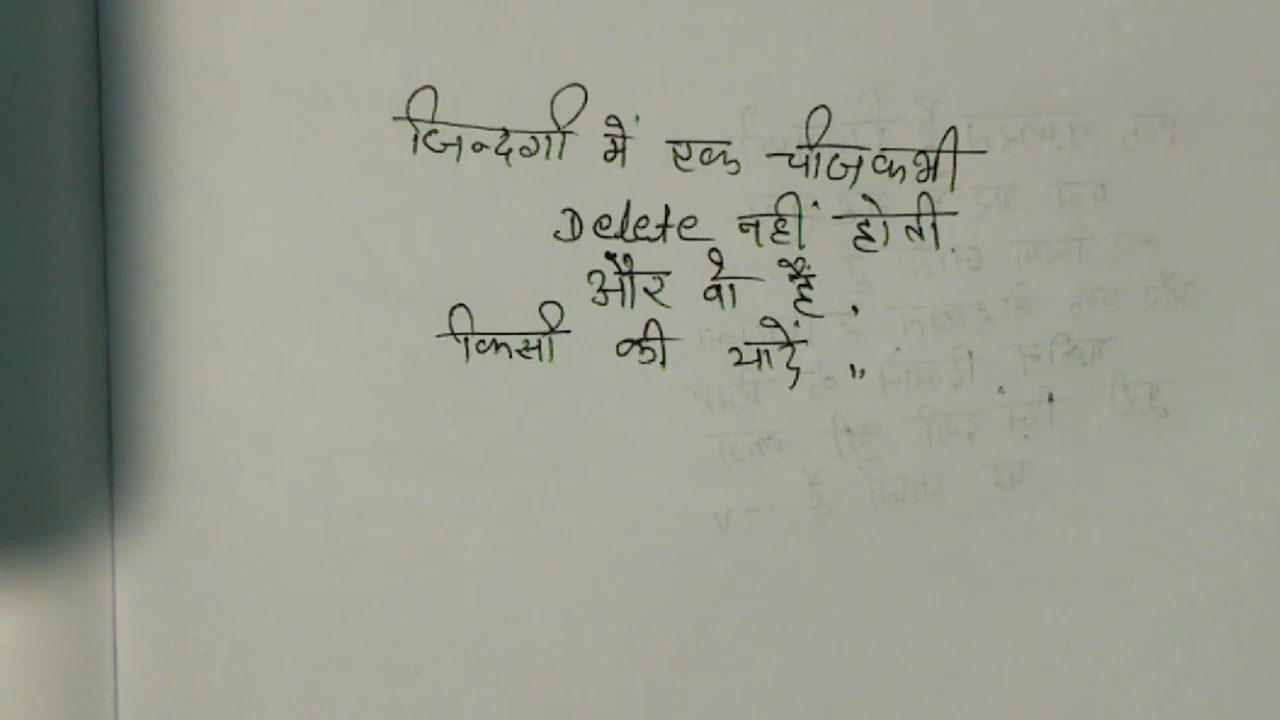 जिन्दगी में एक चीज कभी
Delete नहीं होती
और वो हैं .
किसी की यादें ,,